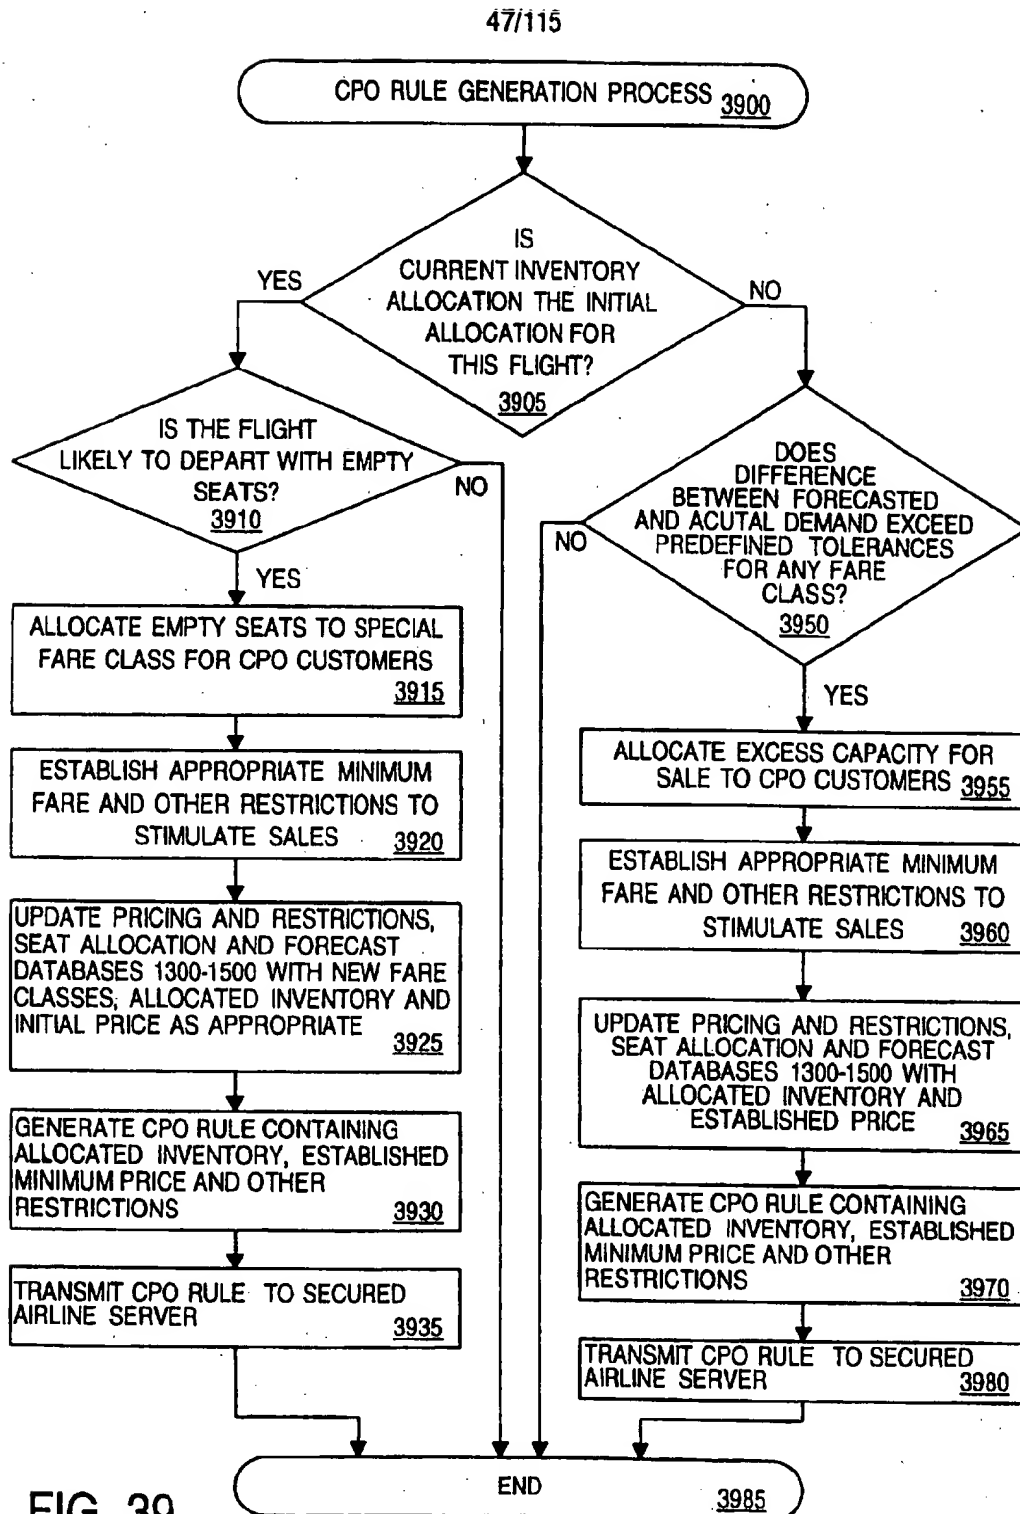 47/115
CPO RULE GENERATION PROCESS 3900
IS
CURRENT INVENTORY
ALLOCATION THE INITIAL
ALLOCATION FOR
THIS FLIGHT?
3905
YES
NO
IS THE FLIGHT
LIKELY TO DEPART WITH EMPTY
SEATS?
3910
NO
YES
DOES
DIFFERENCE
BETWEEN FORECASTED
AND ACUTAL DEMAND EXCEED
PREDEFINED TOLERANCES
FOR ANY FARE
CLASS?
3950
NO
YES
ALLOCATE EMPTY SEATS TO SPECIAL
FARE CLASS FOR CPO CUSTOMERS
3915
ESTABLISH APPROPRIATE MINIMUM
FARE AND OTHER RESTRICTIONS TO
STIMULATE SALES 3920
UPDATE PRICING AND RESTRICTIONS,
SEAT ALLOCATION AND FORECAST
DATABASES 1300-1500 WITH NEW FARE
CLASSES, ALLOCATED INVENTORY AND
INITIAL PRICE AS APPROPRIATE
3925
GENERATE CPO RULE CONTAINING
ALLOCATED INVENTORY, ESTABLISHED
MINIMUM PRICE AND OTHER
RESTRICTIONS 3930
TRANSMIT CPO RULE TO SECURED
AIRLINE SERVER 3935
ALLOCATE EXCESS CAPACITY FOR
SALE TO CPO CUSTOMERS 3955
ESTABLISH APPROPRIATE MINIMUM
FARE AND OTHER RESTRICTIONS TO
STIMULATE SALES 3960
UPDATE PRICING AND RESTRICTIONS,
SEAT ALLOCATION AND FORECAST
DATABASES 1300-1500 WITH
ALLOCATED INVENTORY AND
ESTABLISHED PRICE 3965
GENERATE CPO RULE CONTAINING
ALLOCATED INVENTORY, ESTABLISHED
MINIMUM PRICE AND OTHER
RESTRICTIONS 3970
TRANSMIT CPO RULE TO SECURED
AIRLINE SERVER 3980
END 3985
FIG. 39